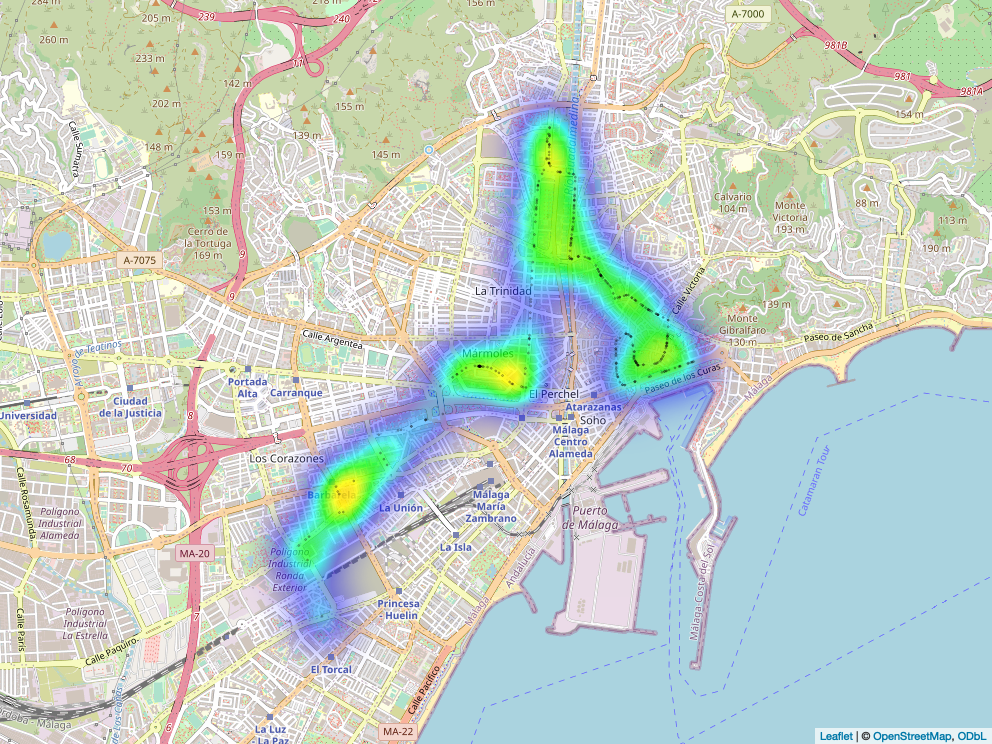 284 m
205 m
239
240
218 m
156 m
A-7000
260 m
233 m
11
142 m
981B
981
981A
202 m
155 m
154 m
Calle Sumatra
148 m
159 m
139 m
145 m
153 m
Calvario
104 m
Monte
Victoria
193 m
88 m
113 m
190 m
Cerro de
la Tortuga
169 m
9
A-7075
La Trinidad
Calle Victoria
139 m
9
Monte
Gibralfaro
130 m
Paseo de Sancha
Calle Argentea
de Teatinos
Arroyo
Mármoles
Portada
Alta
Carranque
El Perchel
Paseo de los Curas
Málaga
Universidad
Ciudad
de la Justicia
8
Atarazanas
Soho
Málaga
Centro
Alameda
68
70
Los Corazones
Catamaran Tour
Calle Rosamunda
Barbarela
La Unión
Málaga
María
Zambrano
Puerto
de Málaga
Polígono
Industrial
Alameda
MA-20
La Isla
Polígono
Industrial
Ronda
Exterior
Andalucía
Málaga
Málaga-Costa del Sol
Princesa
- Huelin
Calle París
Polígono
Industrial
La Estrella
7
Calle Paquiro
El Torcal
Calle Pacífico
Córdoba - Málaga
La Luz
- La Paz
6
MA-22
Leaflet | © OpenStreetMap, ODbL